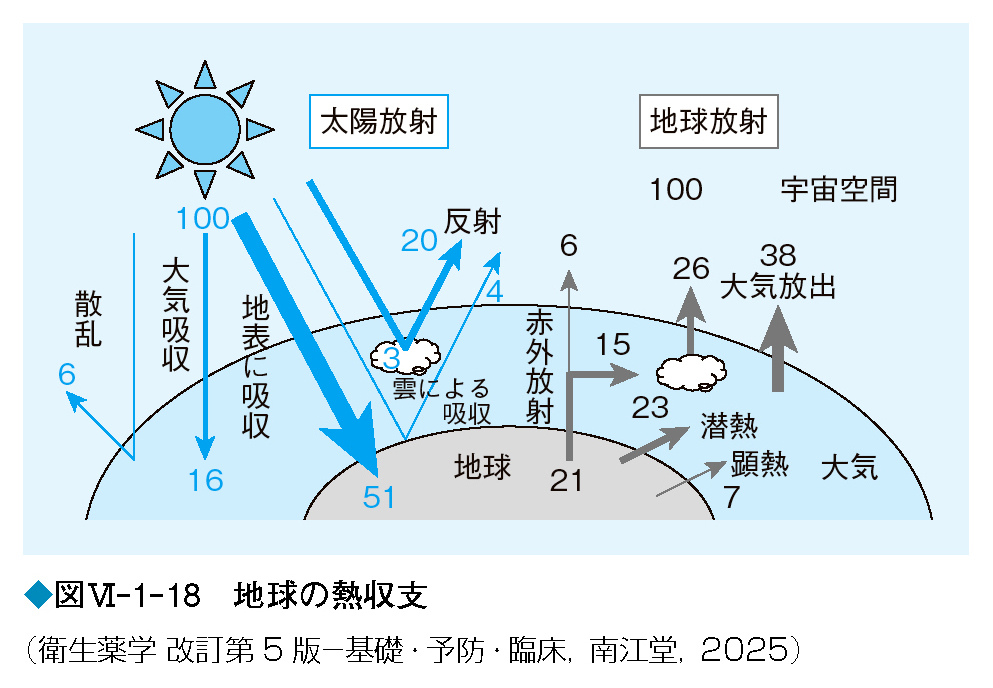 太陽放射
地球放射
100
宇宙空間
100
反射
20
6
38
26
大気放出
4
散乱
大気吸収
地表に吸収
赤外放射
15
3
6
雲による
吸収
23
潜熱
顕熱
大気
地球
16
51
21
7
◆図Ⅵ-1-18 地球の熱収支
(衛生薬学 改訂第5版-基礎・予防・臨床, 南江堂, 2025)